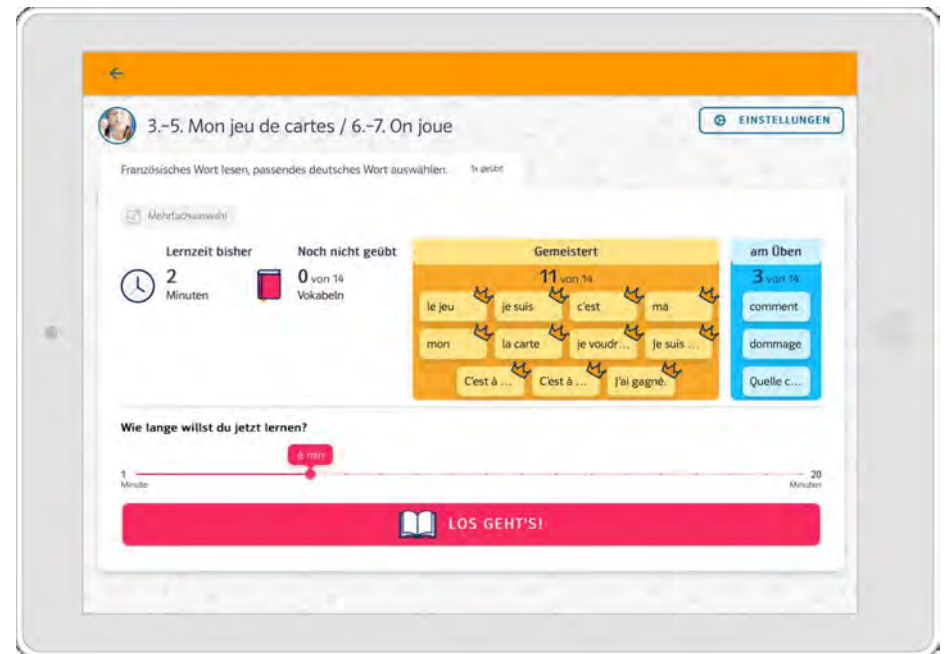 3.-5. Mon jeu de cartes / 6.-7. On joue
EINSTELLUNGEN
Französisches Wort lesen, passendes deutsches Wort auswählen.
1x geübt
Mehrfachauswahl
Lernzeit bisher
2
Minuten
Noch nicht geübt
0 von 14
Vokabeln
Gemeistert
11 von 14
le jeu
je suis
c'est
ma
mon
la carte
je voudr...
Je suis ...
C'est à ...
C'est à ...
J'ai gagné.
am Üben
3 von 14
comment
dommage
Quelle c...
Wie lange willst du jetzt lernen?
6 min
1
Minute
20
Minuten
LOS GEHT'S!